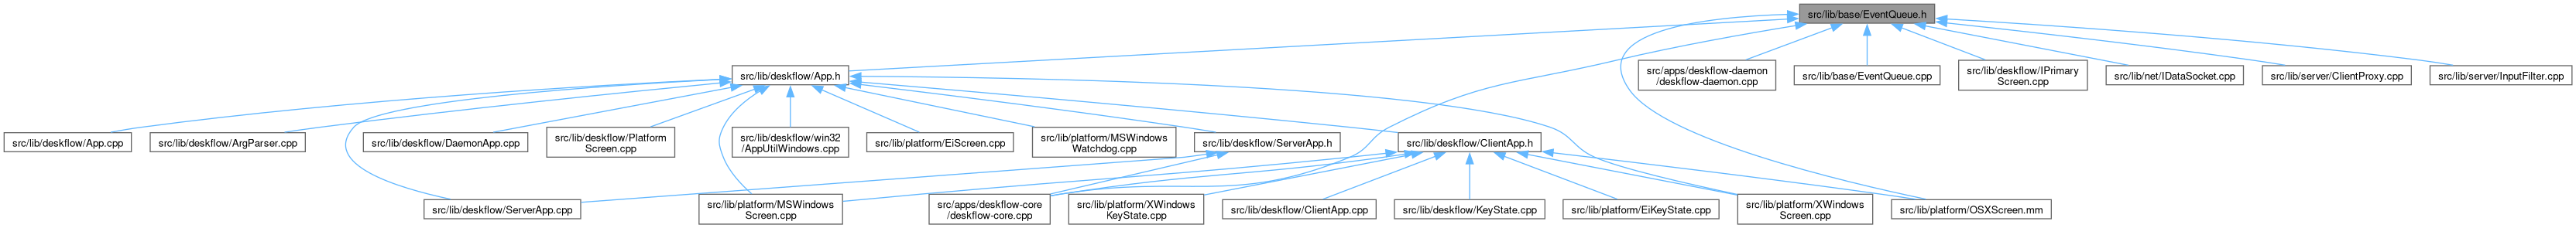 src/lib/base/EventQueue.h
src/lib/deskflow/App.h
src/apps/deskflow-daemon
/deskflow-daemon.cpp
src/lib/base/EventQueue.cpp
src/lib/deskflow/IPrimary
Screen.cpp
src/lib/net/IDataSocket.cpp
src/lib/server/ClientProxy.cpp
src/lib/server/InputFilter.cpp
src/lib/deskflow/App.cpp
src/lib/deskflow/ArgParser.cpp
src/lib/deskflow/DaemonApp.cpp
src/lib/deskflow/Platform
Screen.cpp
src/lib/deskflow/win32
/AppUtilWindows.cpp
src/lib/platform/EiScreen.cpp
src/lib/platform/MSWindows
Watchdog.cpp
src/lib/deskflow/ServerApp.h
src/lib/deskflow/ClientApp.h
src/lib/deskflow/ServerApp.cpp
src/lib/platform/MSWindows
Screen.cpp
src/apps/deskflow-core
/deskflow-core.cpp
src/lib/platform/XWindows
KeyState.cpp
src/lib/deskflow/ClientApp.cpp
src/lib/deskflow/KeyState.cpp
src/lib/platform/EiKeyState.cpp
src/lib/platform/XWindows
Screen.cpp
src/lib/platform/OSXScreen.mm